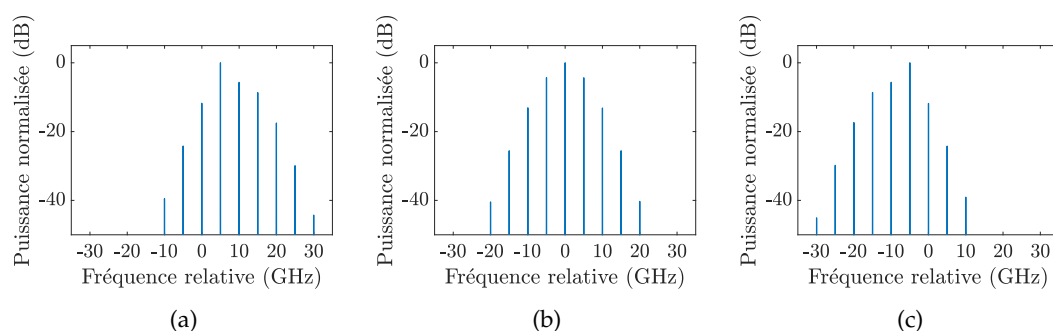 Puissance normalisée (dB)
0
-20
-40
-30 -20 -10 0 10 20 30
Fréquence relative (GHz)
(a)
Puissance normalisée (dB)
0
-20
-40
-30 -20 -10 0 10 20 30
Fréquence relative (GHz)
(b)
Puissance normalisée (dB)
0
-20
-40
-30 -20 -10 0 10 20 30
Fréquence relative (GHz)
(c)